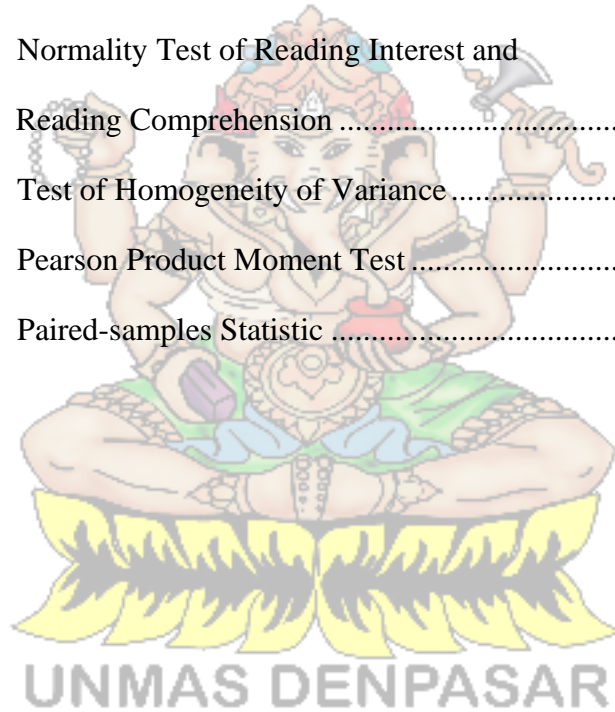 Normality Test of Reading Interest and
Reading Comprehension ....................................
Test of Homogeneity of Variance .....................
Pearson Product Moment Test ..........................
Paired-samples Statistic .....................................
UNMAS DENPASAR